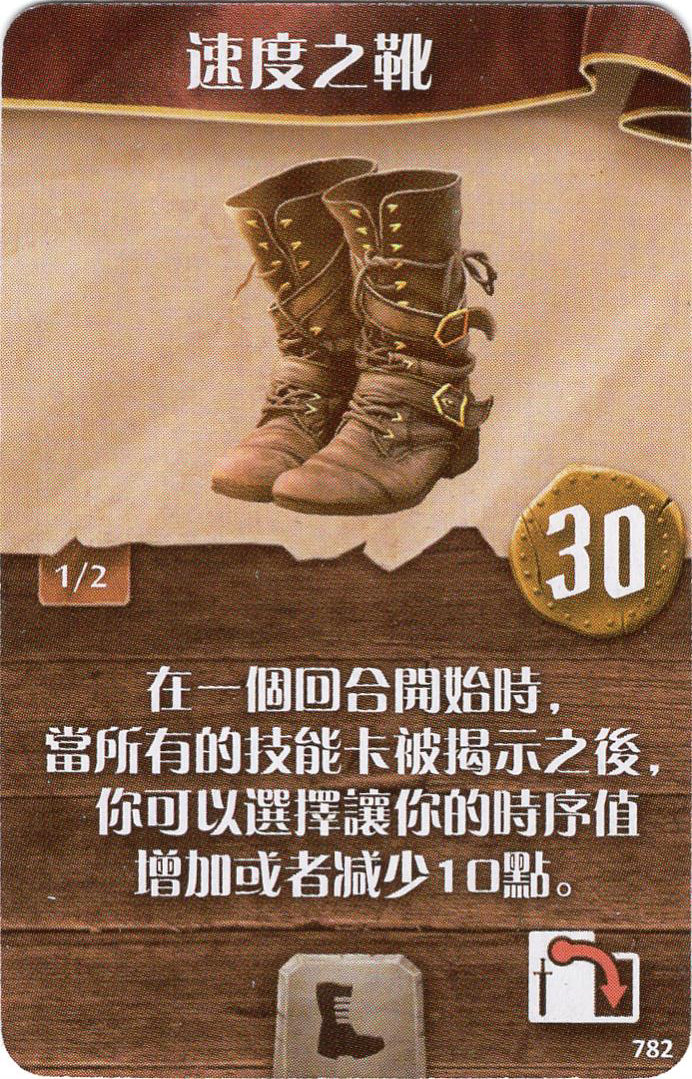 速度之靴
30
1/2
在一個回合開始時，
當所有的技能卡被揭示之後，
你可以選擇讓你的時序值
增加或者减少10點。
782